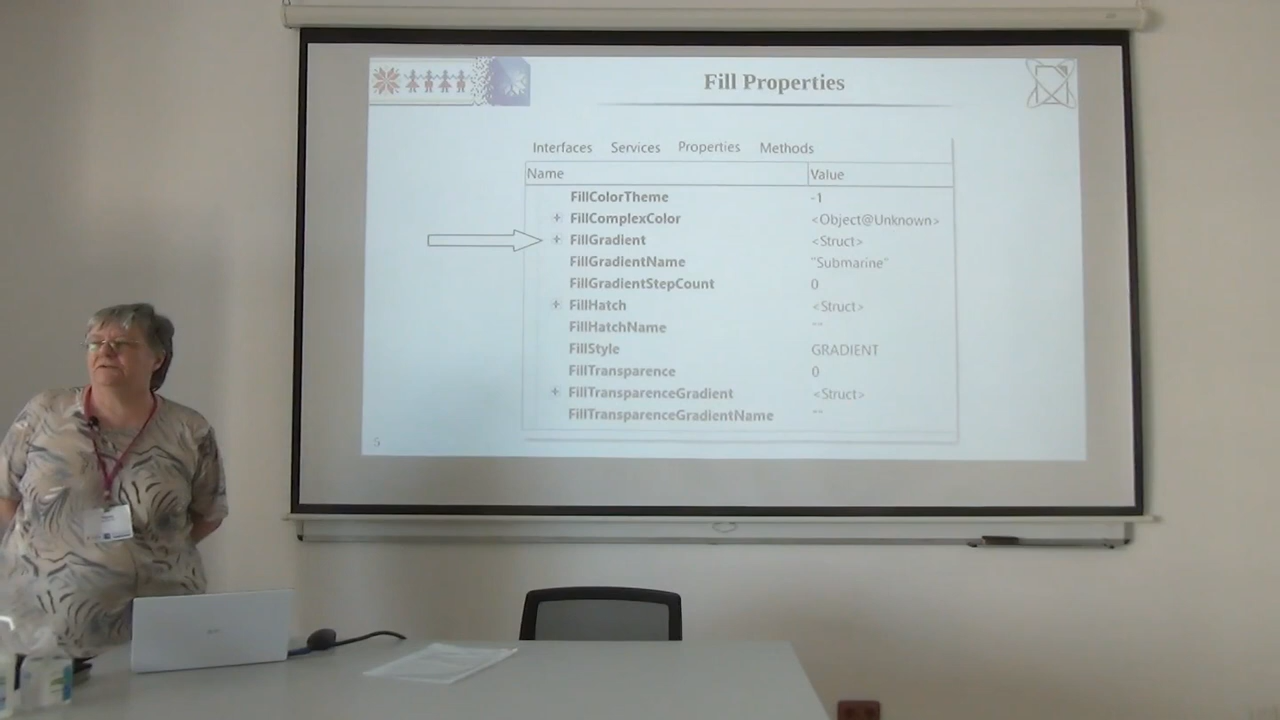 Fill Properties
Interfaces Services Properties Methods
Name Value
FillColorTheme -1
+ FillComplexColor <Object@Unknown>
+ FillGradient <Struct>
FillGradientName "Submarine"
FillGradientStepCount 0
+ FillHatch <Struct>
FillHatchName ""
FillStyle GRADIENT
FillTransparence 0
+ FillTransparenceGradient <Struct>
FillTransparenceGradientName ""
5